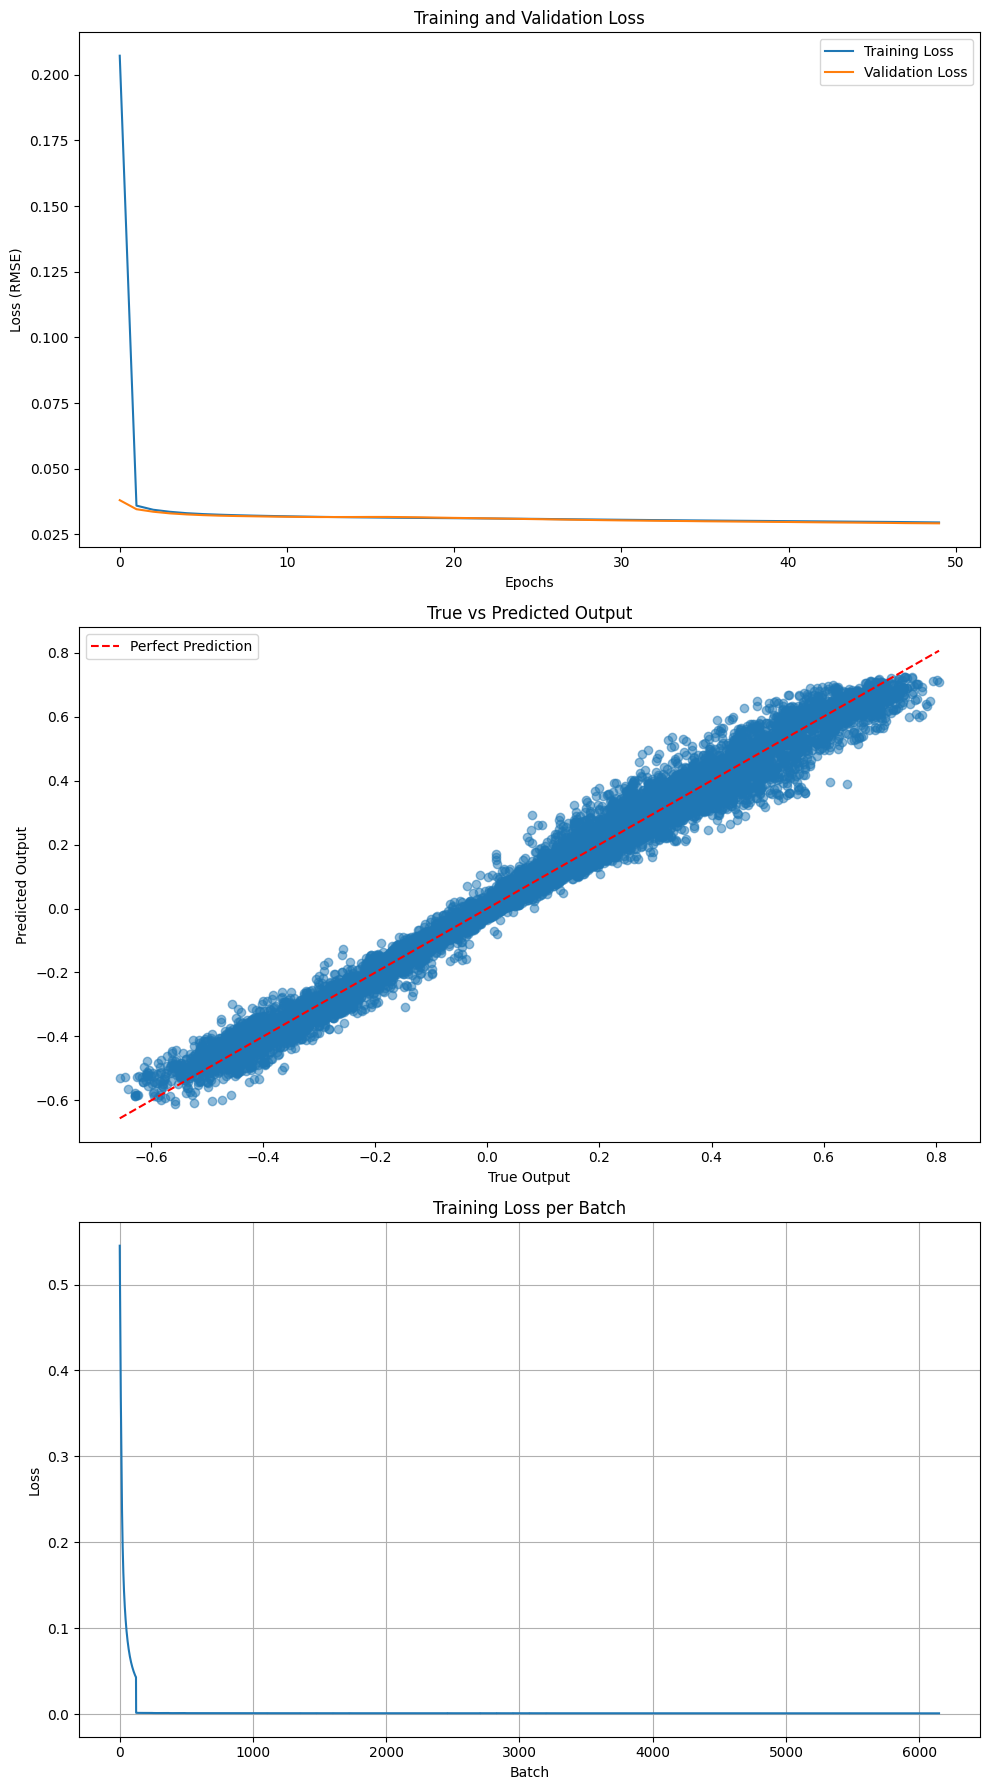 Training and Validation Loss
Training Loss
Validation Loss
0.200
0.175
0.150
0.125
0.100
0.075
0.050
0.025
Loss (RMSE)
0 10 20 30 40 50
Epochs
True vs Predicted Output
Perfect Prediction
0.8
0.6
0.4
0.2
0.0
−0.2
−0.4
−0.6
Predicted Output
−0.6 −0.4 −0.2 0.0 0.2 0.4 0.6 0.8
True Output
Training Loss per Batch
0.5
0.4
0.3
0.2
0.1
0.0
Loss
0 1000 2000 3000 4000 5000 6000
Batch